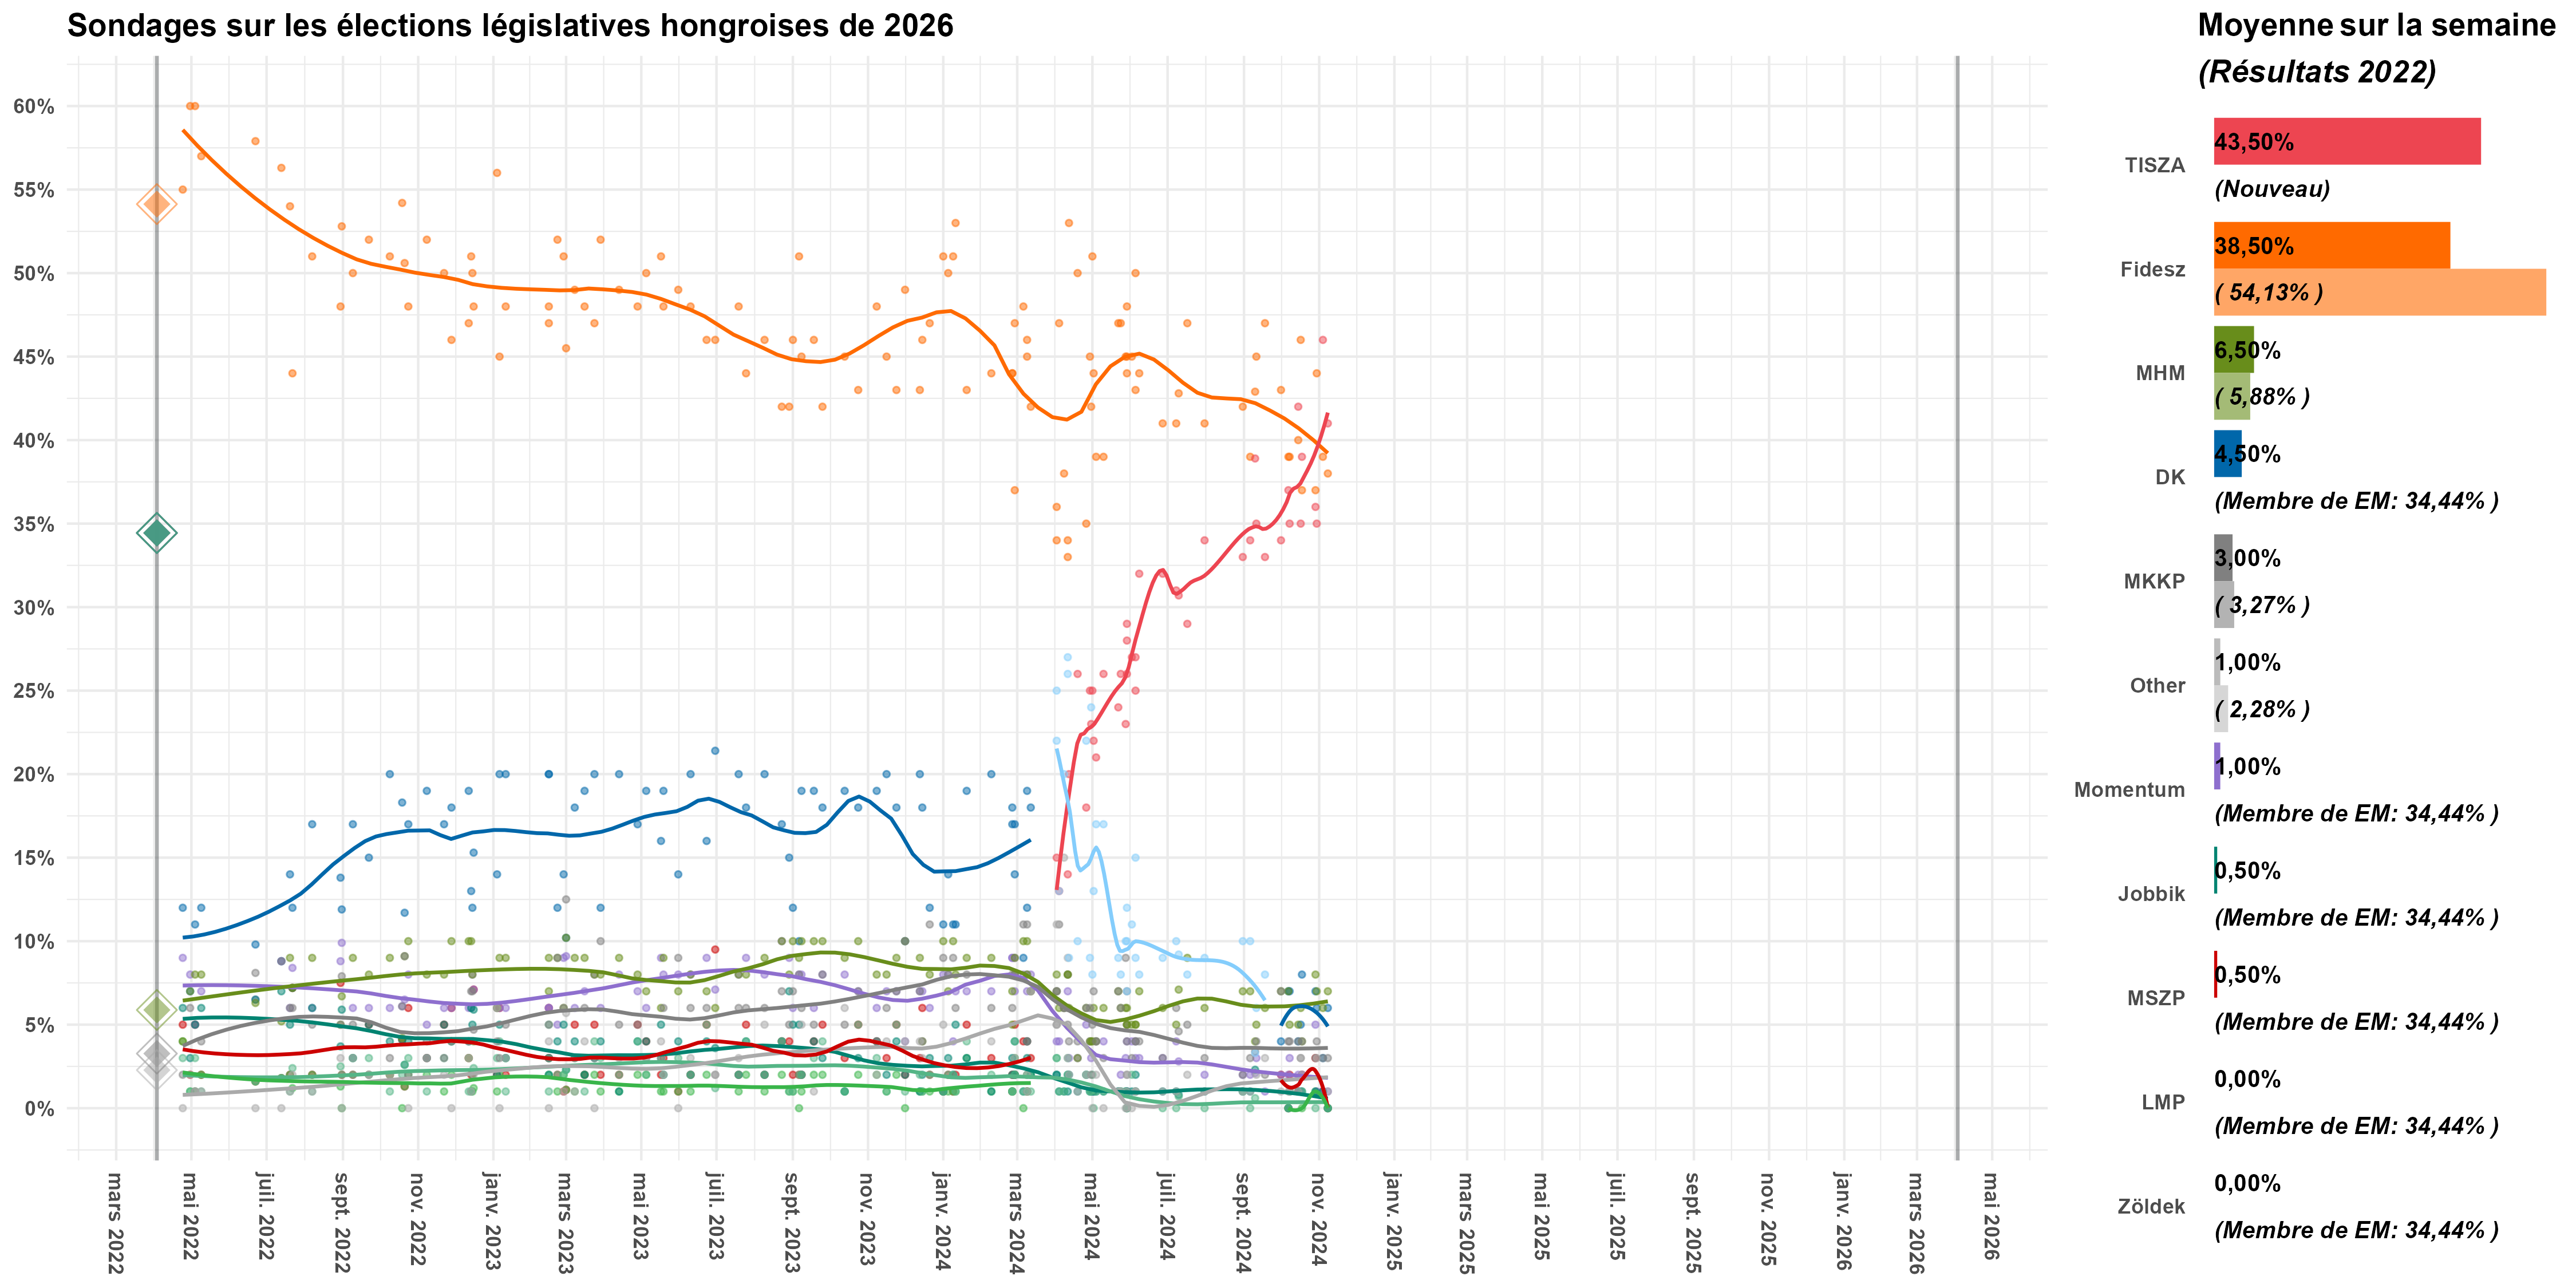 Sondages sur les élections législatives hongroises de 2026
60%
55%
50%
45%
40%
35%
30%
25%
20%
15%
10%
5%
0%
mars 2022
mai 2022
juil. 2022
sept. 2022
nov. 2022
janv. 2023
mars 2023
mai 2023
juil. 2023
sept. 2023
nov. 2023
janv. 2024
mars 2024
mai 2024
juil. 2024
sept. 2024
nov. 2024
janv. 2025
mars 2025
mai 2025
juil. 2025
sept. 2025
nov. 2025
janv. 2026
mars 2026
mai 2026
Moyenne sur la semaine
(Résultats 2022)
TISZA
43,50%
(Nouveau)
Fidesz
38,50%
( 54,13% )
MHM
6,50%
( 5,88% )
DK
4,50%
(Membre de EM: 34,44% )
MKKP
3,00%
( 3,27% )
Other
1,00%
( 2,28% )
Momentum
1,00%
(Membre de EM: 34,44% )
Jobbik
0,50%
(Membre de EM: 34,44% )
MSZP
0,50%
(Membre de EM: 34,44% )
LMP
0,00%
(Membre de EM: 34,44% )
Zöldek
0,00%
(Membre de EM: 34,44% )